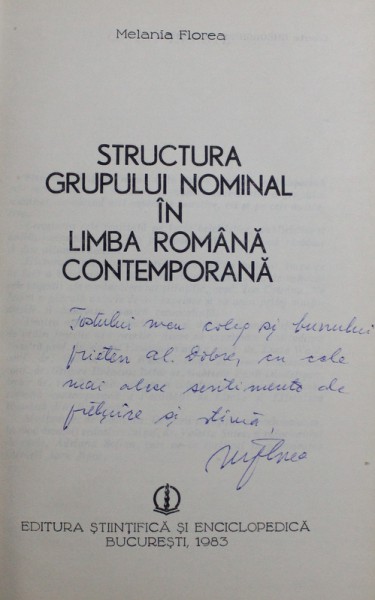 Melania Florea
STRUCTURA
GRUPULUI NOMINAL
ÎN
LIMBA ROMÂNĂ
CONTEMPORANĂ
Fostului meu coleg și bunului
prieten Al. Dobre, cu cele
mai alese sentimente de
prețuire și stimă,
MFlorea
EDITURA ȘTIINȚIFICĂ ȘI ENCICLOPEDICĂ
BUCUREȘTI, 1983